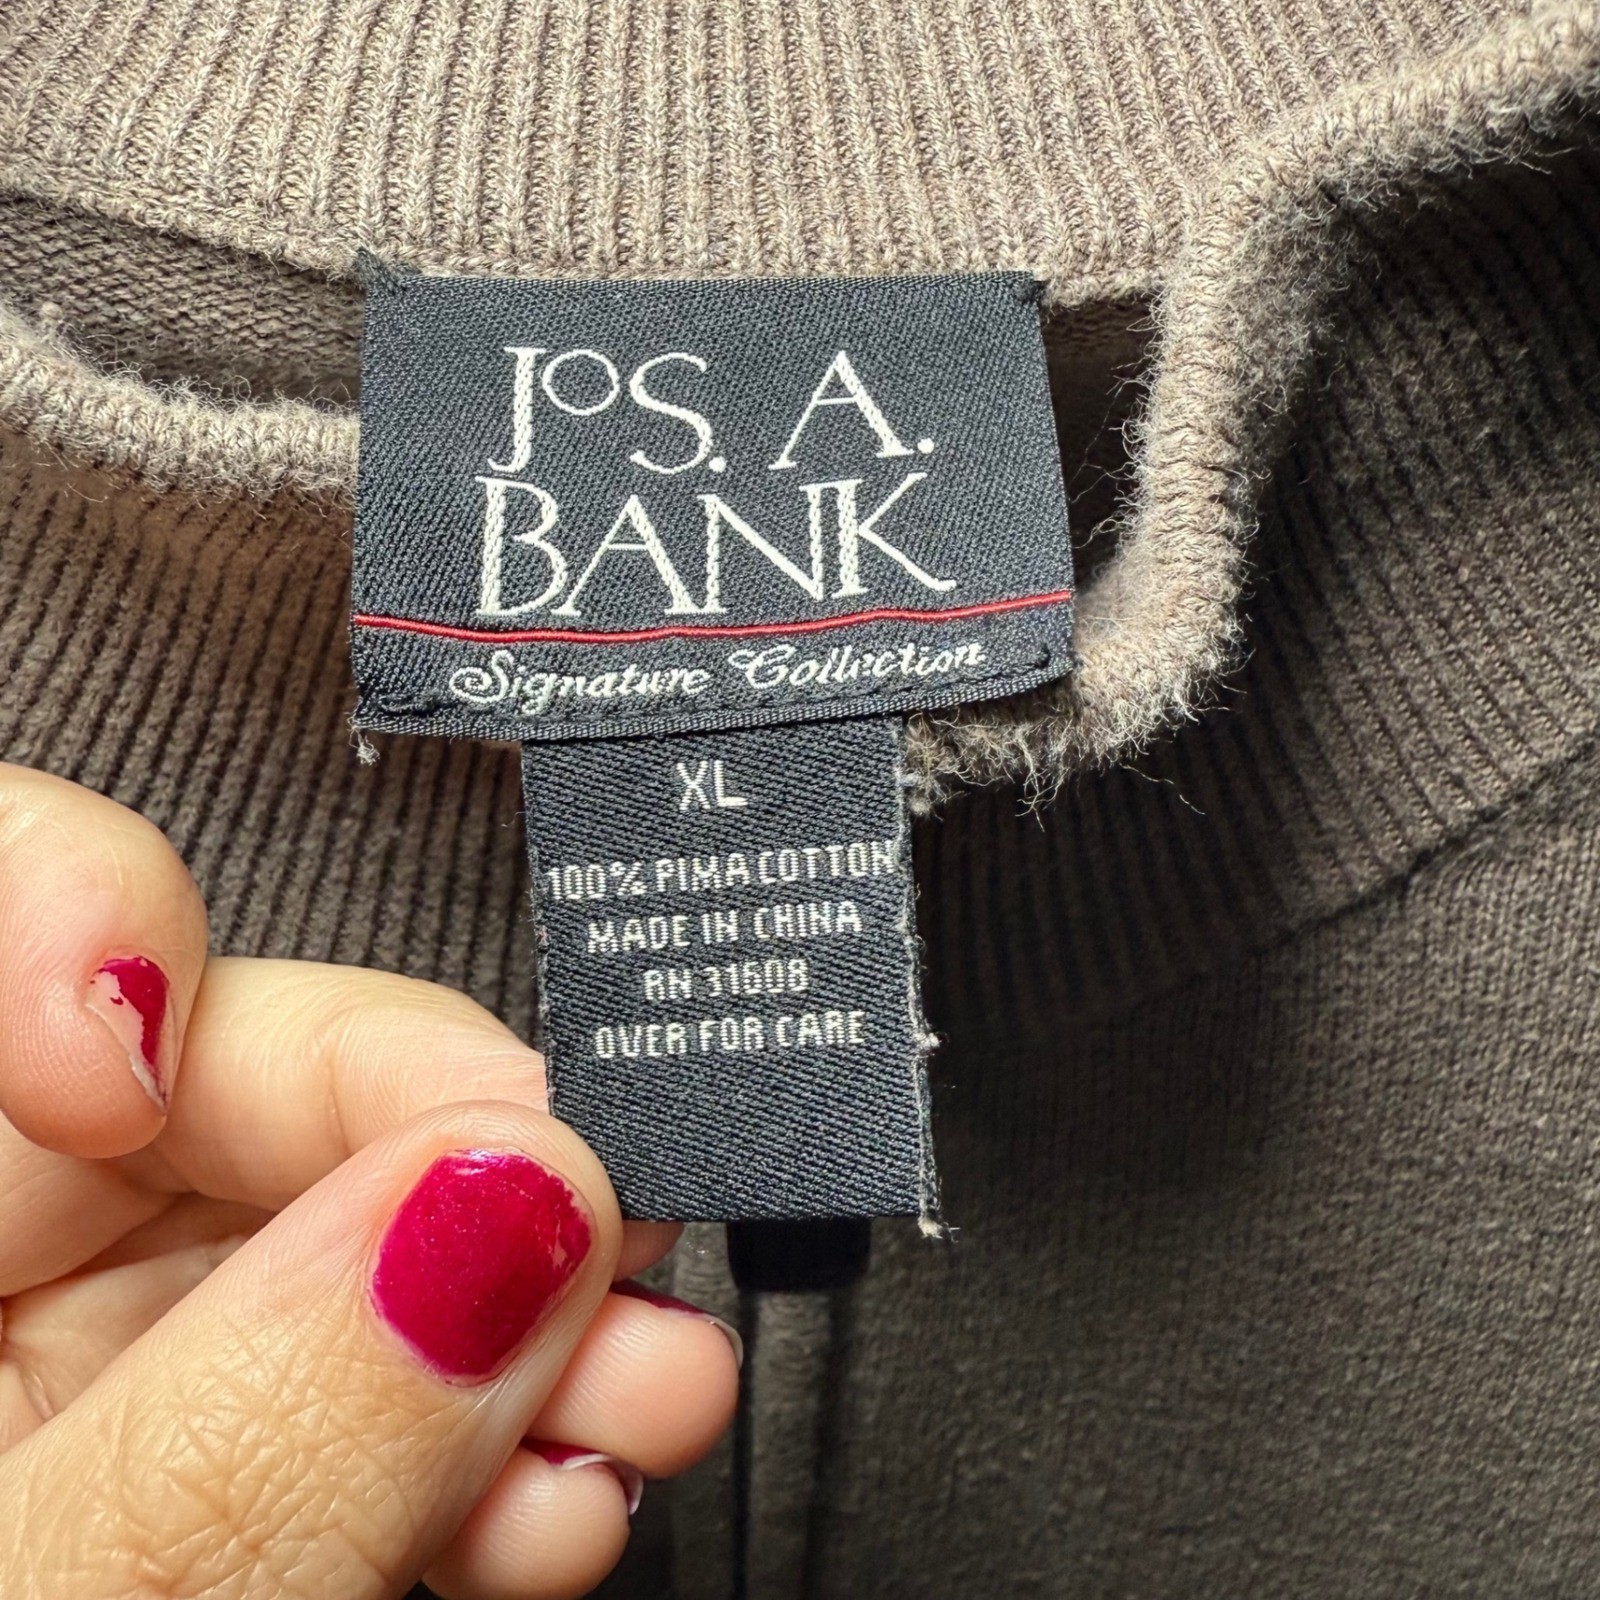 JOS. A.
BANK
Signature Collection
XL
100% PIMA COTTON
MADE IN CHINA
RN 31608
OVER FOR CARE